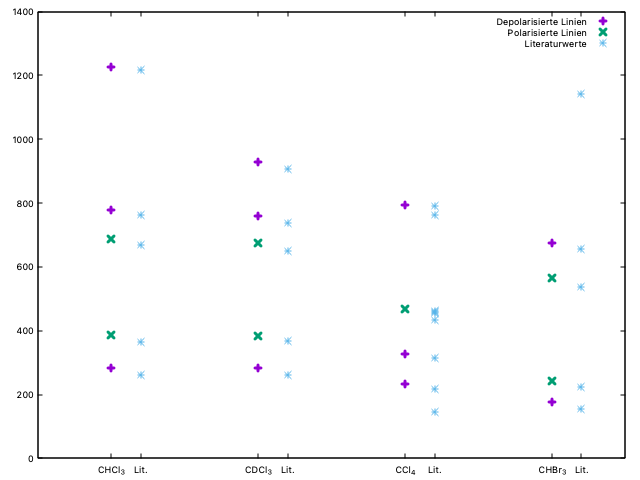 1400
1200
1000
800
600
400
200
0
Depolarisierte Linien
Polarisierte Linien
Literaturwerte
CHCl₃ Lit. CDCl₃ Lit. CCl₄ Lit. CHBr₃ Lit.